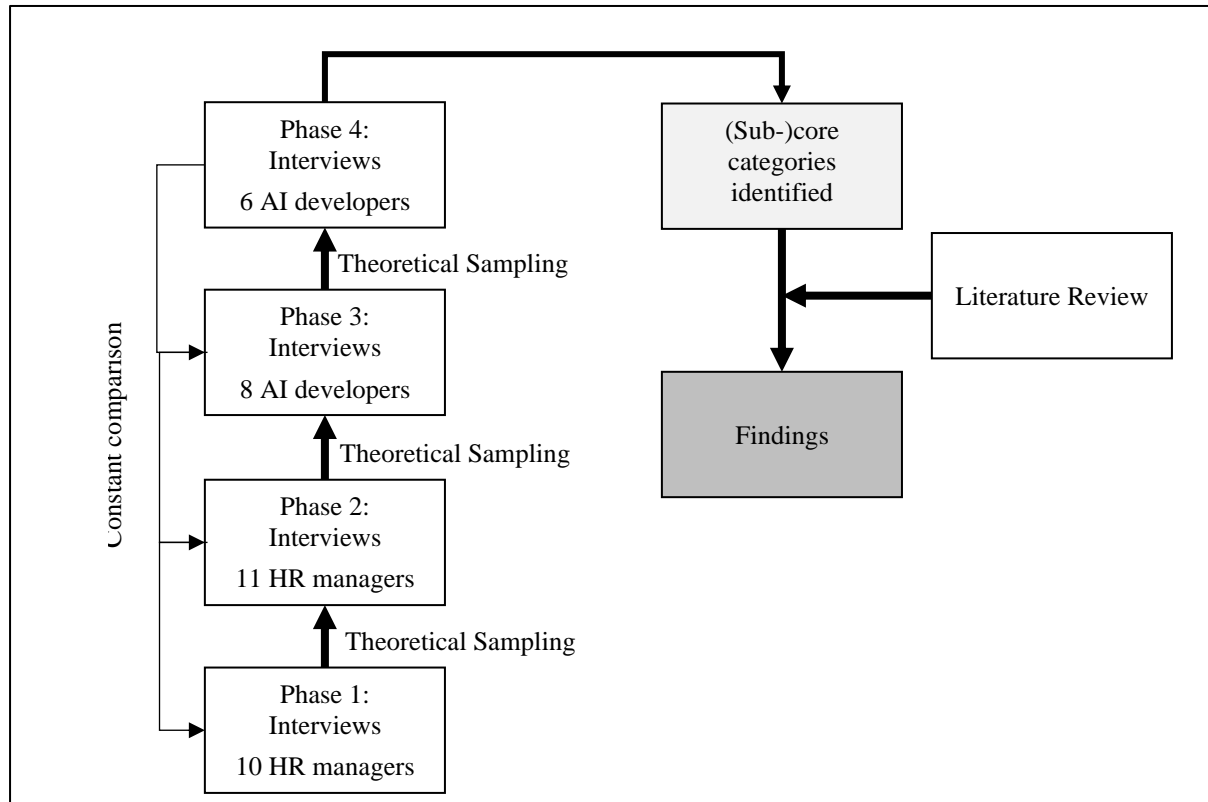 Phase 4:
Interviews
6 AI developers
Theoretical Sampling
Phase 3:
Interviews
8 AI developers
Theoretical Sampling
Phase 2:
Interviews
11 HR managers
Theoretical Sampling
Phase 1:
Interviews
10 HR managers
Constant comparison
(Sub-)core
categories
identified
Literature Review
Findings